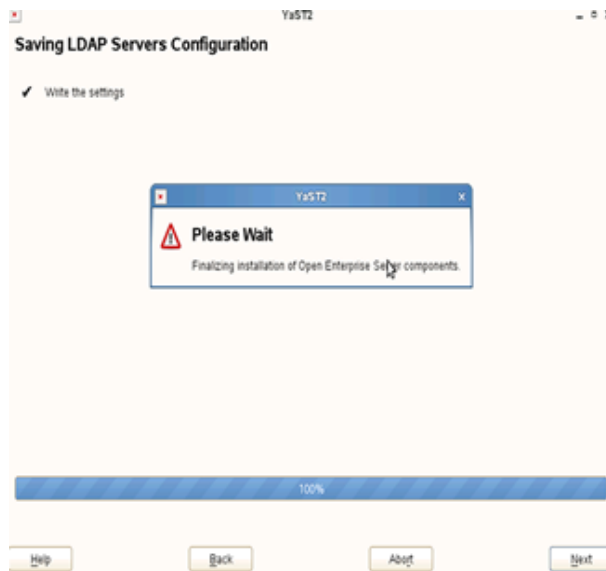 YaST2
Saving LDAP Servers Configuration
✔ Write the settings
YaST2
Please Wait
Finalizing installation of Open Enterprise Server components.
100%
Help
Back
Abort
Next